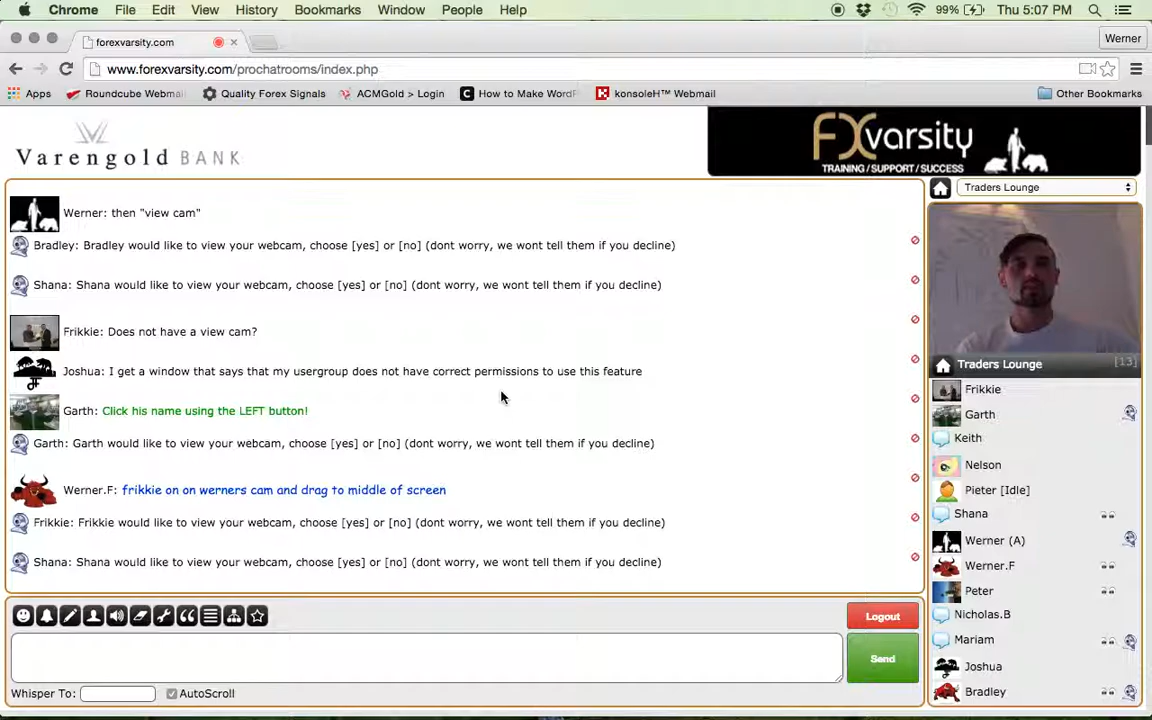 Chrome File Edit View History Bookmarks Window People Help 99% Thu 5:07 PM
forexvarsity.com
Werner
www.forexvarsity.com/prochatrooms/index.php
Apps Roundcube Webmai Quality Forex Signals ACMGold > Login How to Make WordP konsoleH™ Webmail Other Bookmarks
Varengold BANK
FXvarsity
TRAINING / SUPPORT / SUCCESS
Traders Lounge
Werner: then "view cam"
Bradley: Bradley would like to view your webcam, choose [yes] or [no] (dont worry, we wont tell them if you decline)
Shana: Shana would like to view your webcam, choose [yes] or [no] (dont worry, we wont tell them if you decline)
Frikkie: Does not have a view cam?
Joshua: I get a window that says that my usergroup does not have correct permissions to use this feature
Garth: Click his name using the LEFT button!
Garth: Garth would like to view your webcam, choose [yes] or [no] (dont worry, we wont tell them if you decline)
Werner.F: frikkie on on werners cam and drag to middle of screen
Frikkie: Frikkie would like to view your webcam, choose [yes] or [no] (dont worry, we wont tell them if you decline)
Shana: Shana would like to view your webcam, choose [yes] or [no] (dont worry, we wont tell them if you decline)
Traders Lounge [13]
Frikkie
Garth
Keith
Nelson
Pieter [Idle]
Shana
Werner (A)
Werner.F
Peter
Nicholas.B
Mariam
Joshua
Bradley
Logout
Send
Whisper To: AutoScroll